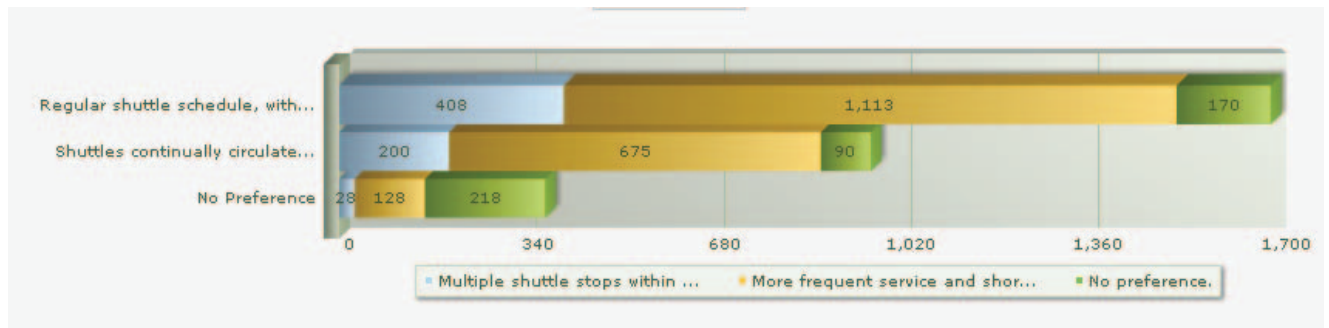 Regular shuttle schedule, with... 408 1,113 170
Shuttles continually circulate... 200 675 90
No Preference 28 128 218
0 340 680 1,020 1,360 1,700
Multiple shuttle stops within ... More frequent service and shor... No preference.